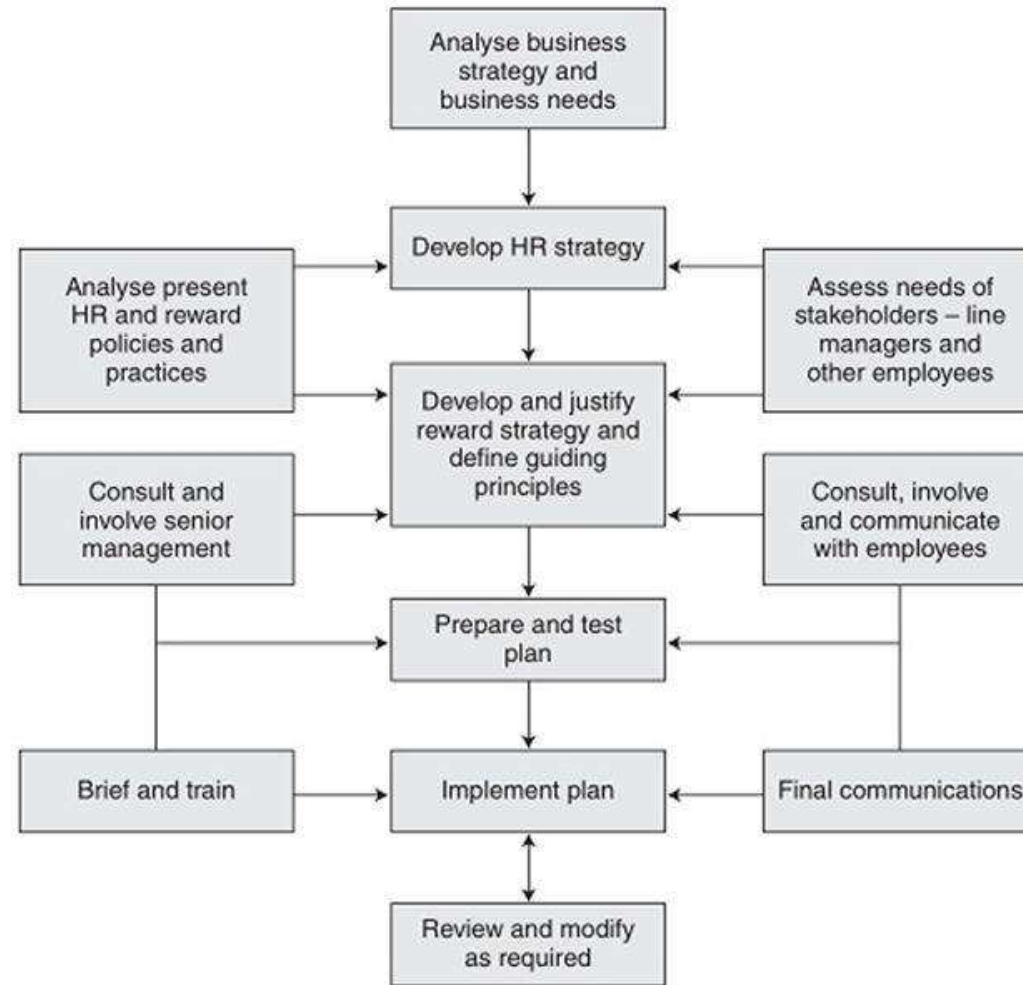 Analyse business
strategy and
business needs
Develop HR strategy
Analyse present
HR and reward
policies and
practices
Assess needs of
stakeholders – line
managers and
other employees
Develop and justify
reward strategy and
define guiding
principles
Consult and
involve senior
management
Consult, involve
and communicate
with employees
Prepare and test
plan
Brief and train
Implement plan
Final communications
Review and modify
as required